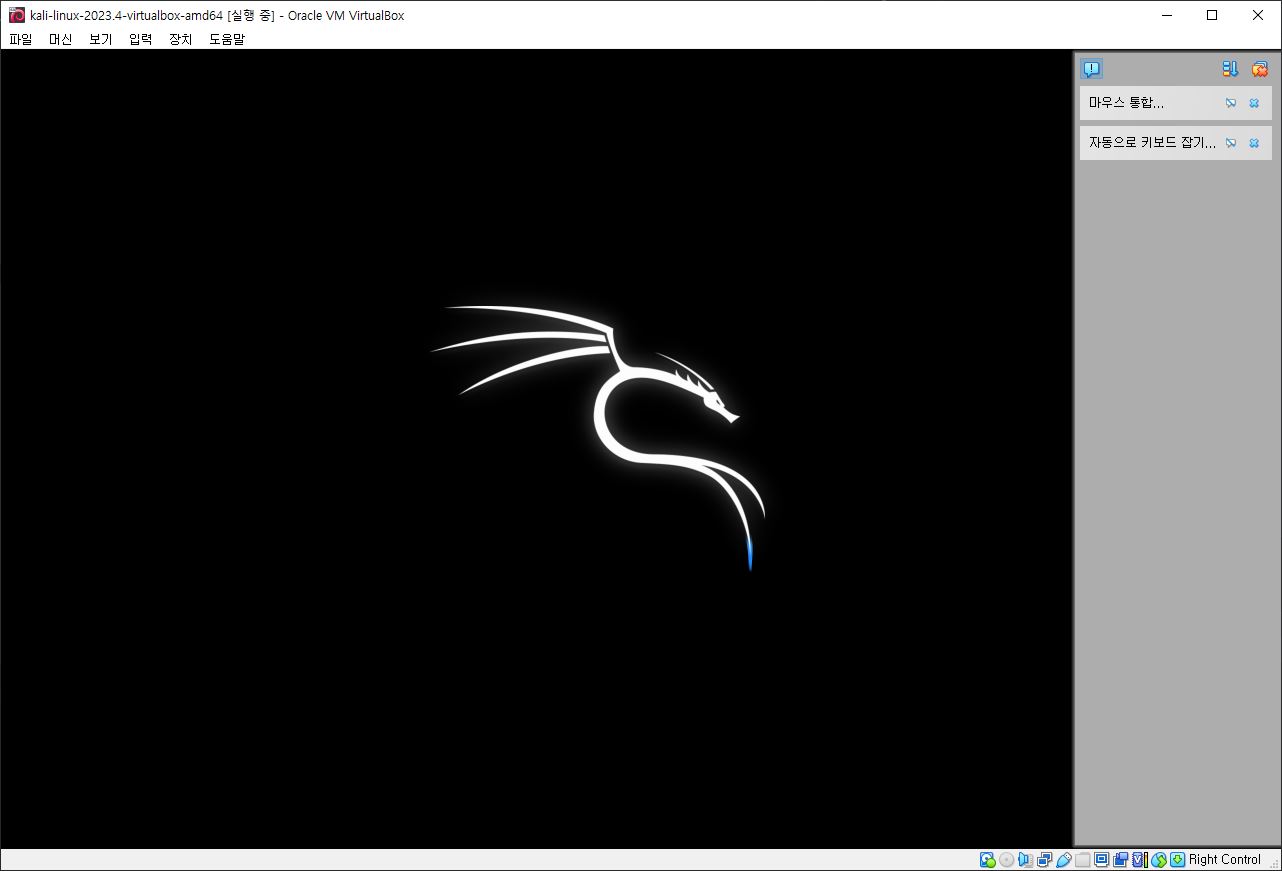 kali-linux-2023.4-virtualbox-amd64 [실행 중] - Oracle VM VirtualBox
파일 머신 보기 입력 장치 도움말
마우스 통합...
자동으로 키보드 잡기...
Right Control